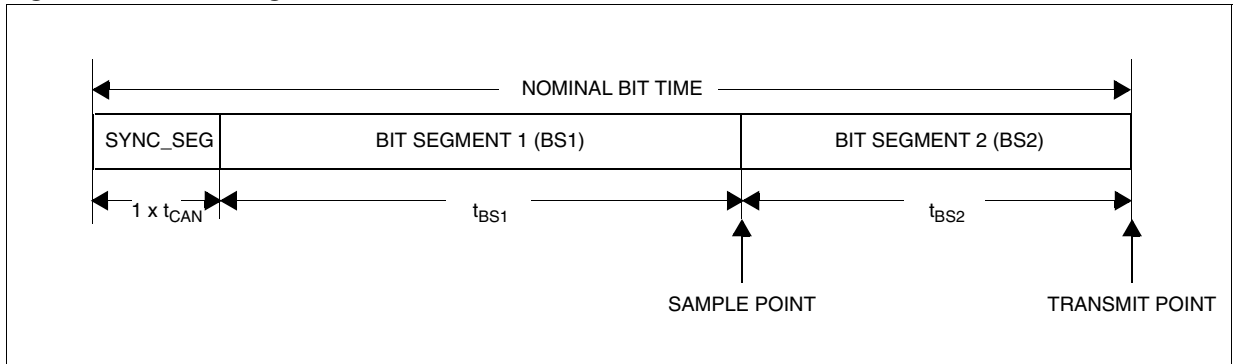 NOMINAL BIT TIME
SYNC_SEG BIT SEGMENT 1 (BS1) BIT SEGMENT 2 (BS2)
1 x tCAN tBS1 tBS2
SAMPLE POINT TRANSMIT POINT